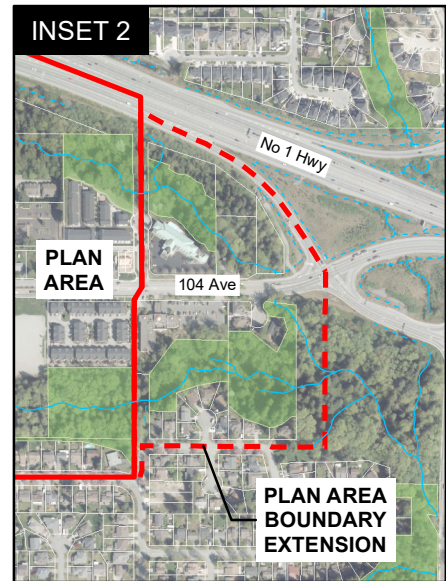 INSET 2
No 1 Hwy
PLAN
AREA
104 Ave
PLAN AREA
BOUNDARY
EXTENSION